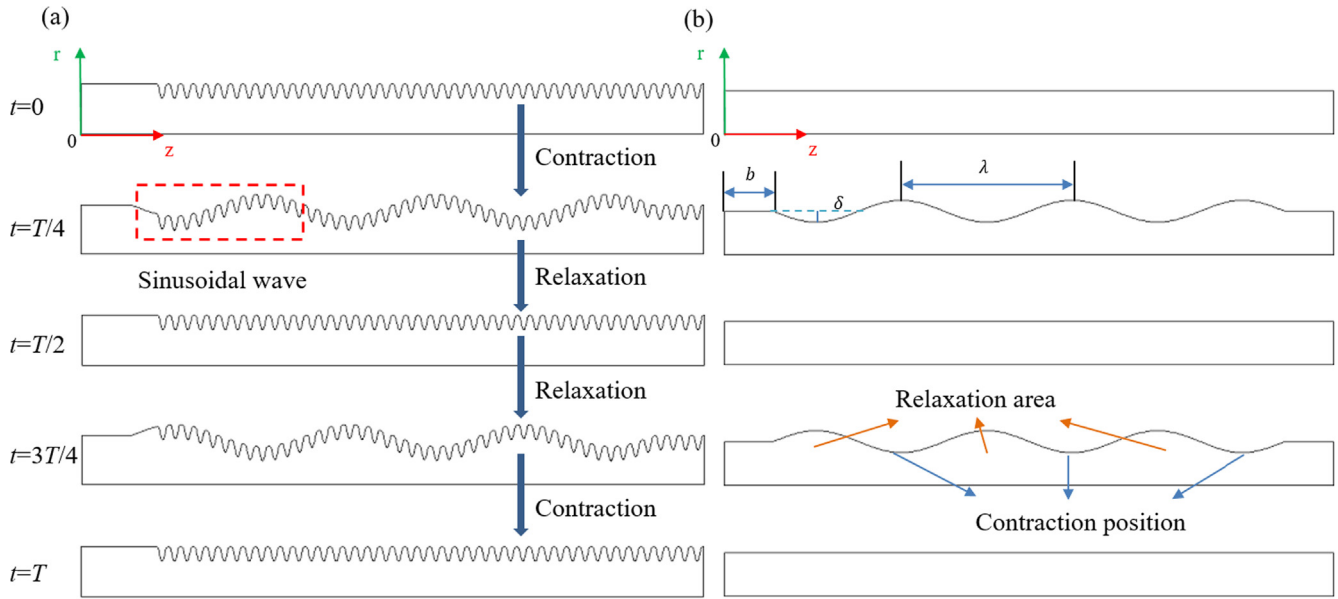 (a)
(b)
r
r
t=0
0
z
0
z
Contraction
b
λ
δ
t=T/4
Sinusoidal wave
Relaxation
t=T/2
Relaxation
Relaxation area
t=3T/4
Contraction
Contraction position
t=T